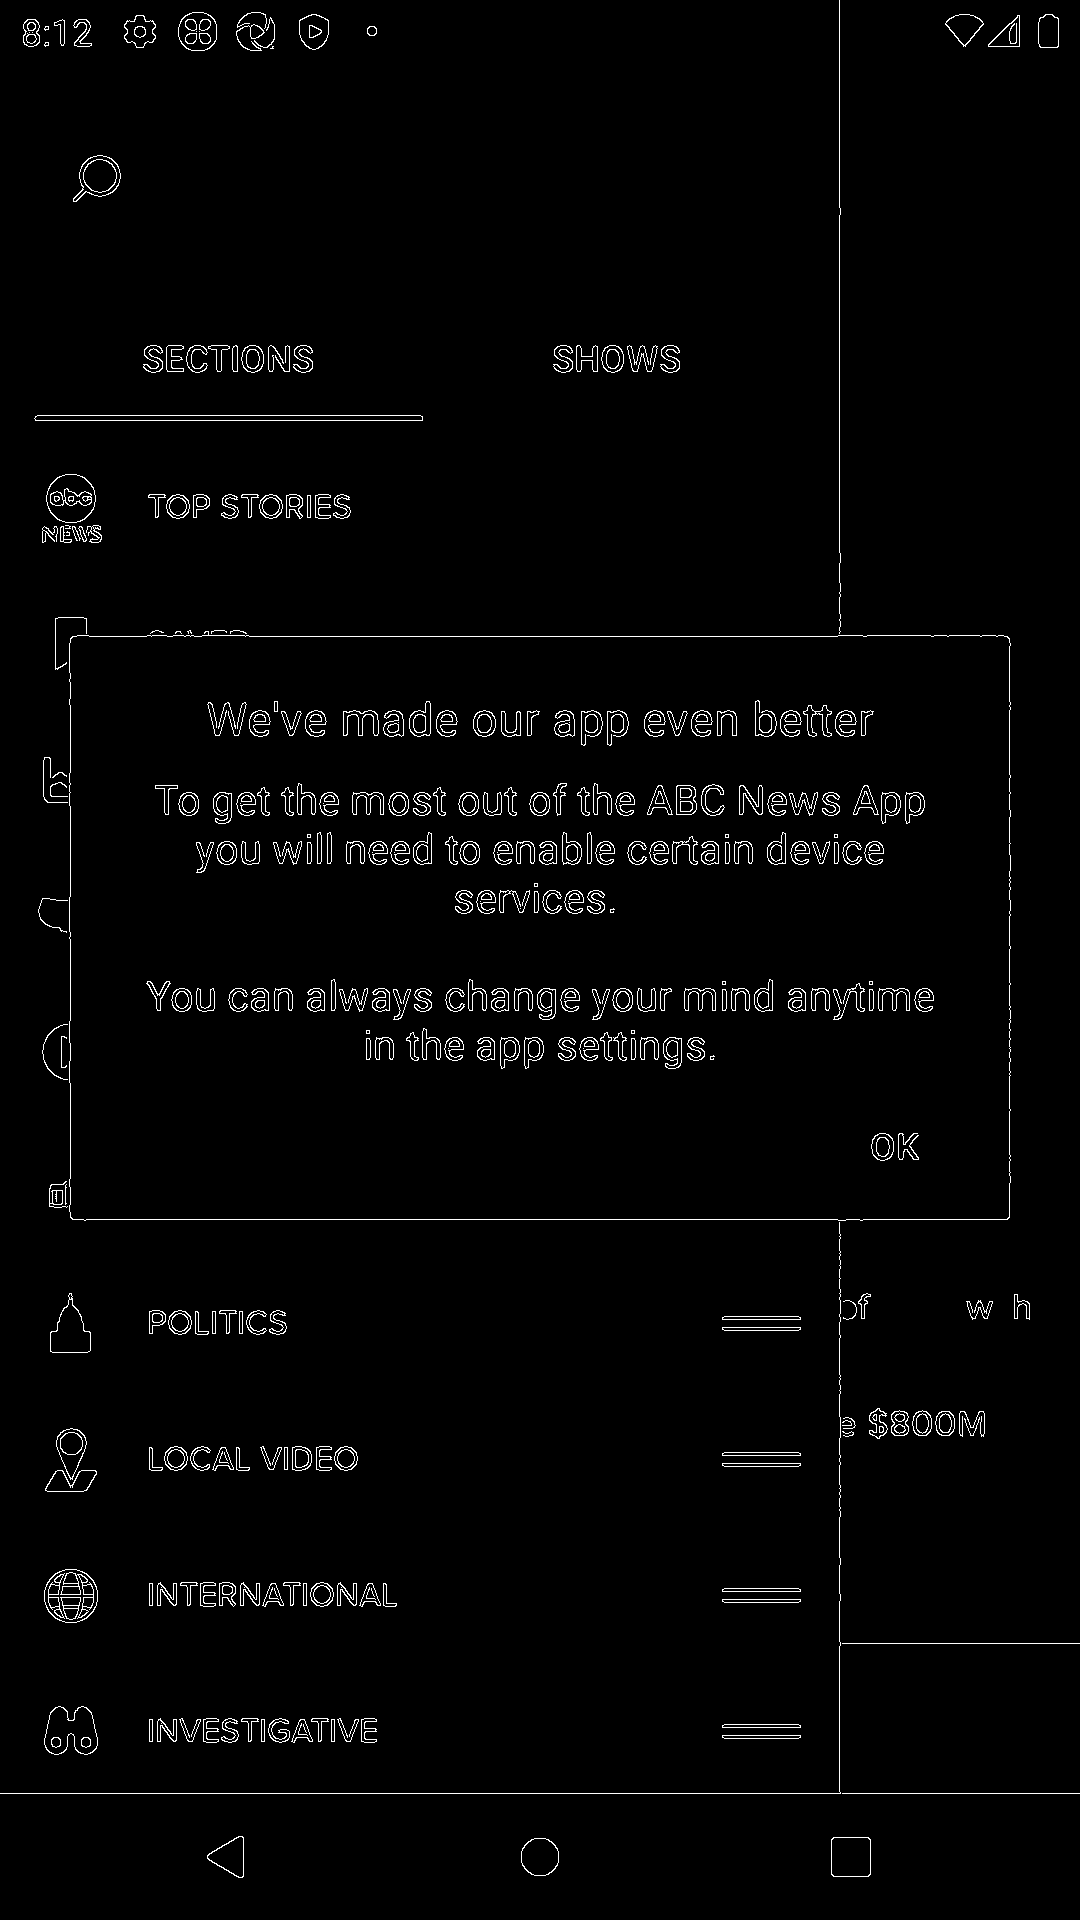 8:12
SECTIONS SHOWS
abc NEWS
TOP STORIES
SAVED
We've made our app even better
To get the most out of the ABC News App
you will need to enable certain device
services.
You can always change your mind anytime
in the app settings.
OK
POLITICS
of w h
LOCAL VIDEO
e $800M
INTERNATIONAL
INVESTIGATIVE